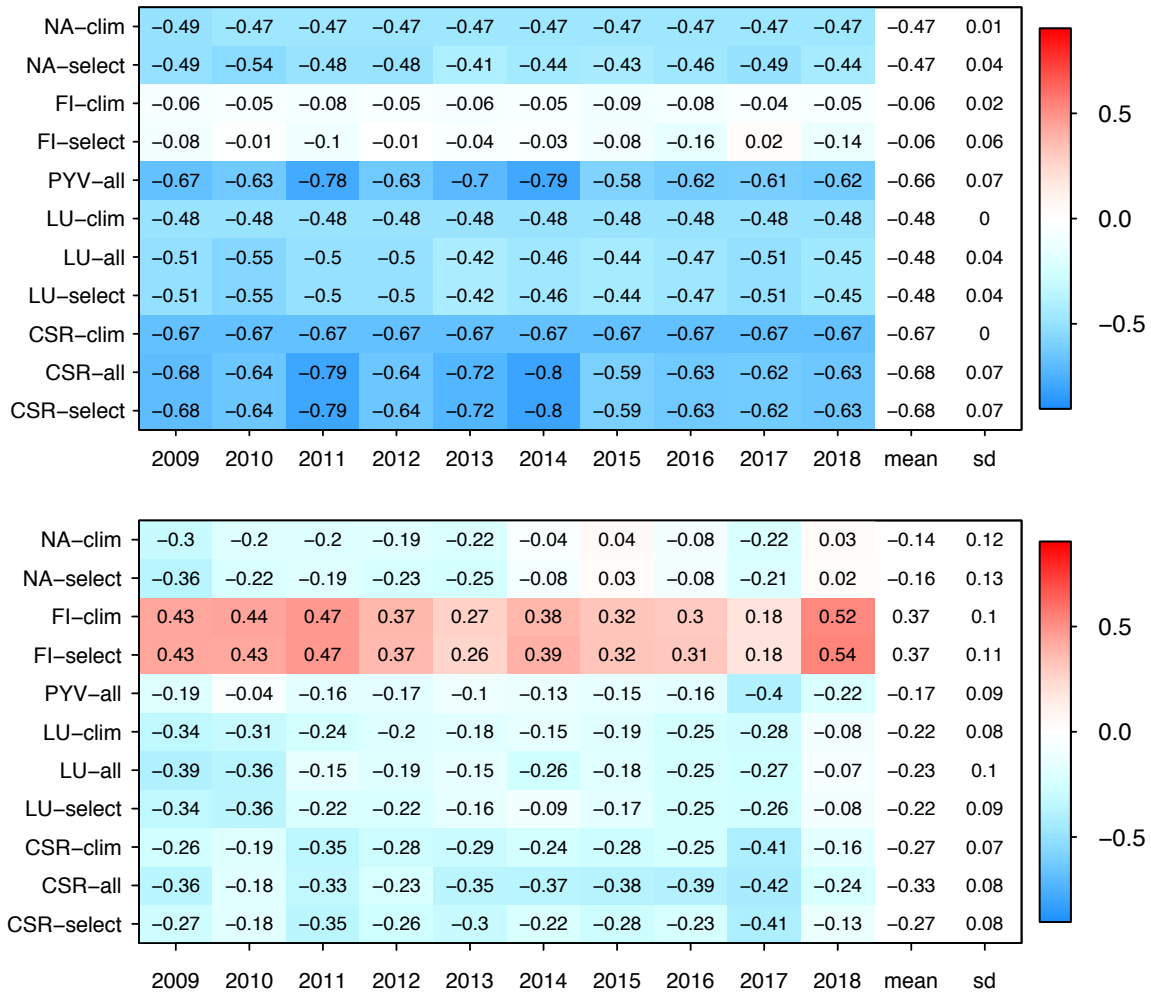 NA−clim −0.49 −0.47 −0.47 −0.47 −0.47 −0.47 −0.47 −0.47 −0.47 −0.47 −0.47 0.01
NA−select −0.49 −0.54 −0.48 −0.48 −0.41 −0.44 −0.43 −0.46 −0.49 −0.44 −0.47 0.04
0.5
FI−clim −0.06 −0.05 −0.08 −0.05 −0.06 −0.05 −0.09 −0.08 −0.04 −0.05 −0.06 0.02
FI−select −0.08 −0.01 −0.1 −0.01 −0.04 −0.03 −0.08 −0.16 0.02 −0.14 −0.06 0.06
PYV−all −0.67 −0.63 −0.78 −0.63 −0.7 −0.79 −0.58 −0.62 −0.61 −0.62 −0.66 0.07
LU−clim −0.48 −0.48 −0.48 −0.48 −0.48 −0.48 −0.48 −0.48 −0.48 −0.48 −0.48 0
0.0
LU−all −0.51 −0.55 −0.5 −0.5 −0.42 −0.46 −0.44 −0.47 −0.51 −0.45 −0.48 0.04
LU−select −0.51 −0.55 −0.5 −0.5 −0.42 −0.46 −0.44 −0.47 −0.51 −0.45 −0.48 0.04
CSR−clim −0.67 −0.67 −0.67 −0.67 −0.67 −0.67 −0.67 −0.67 −0.67 −0.67 −0.67 0
−0.5
CSR−all −0.68 −0.64 −0.79 −0.64 −0.72 −0.8 −0.59 −0.63 −0.62 −0.63 −0.68 0.07
CSR−select −0.68 −0.64 −0.79 −0.64 −0.72 −0.8 −0.59 −0.63 −0.62 −0.63 −0.68 0.07
2009 2010 2011 2012 2013 2014 2015 2016 2017 2018 mean sd
NA−clim −0.3 −0.2 −0.2 −0.19 −0.22 −0.04 0.04 −0.08 −0.22 0.03 −0.14 0.12
NA−select −0.36 −0.22 −0.19 −0.23 −0.25 −0.08 0.03 −0.08 −0.21 0.02 −0.16 0.13
FI−clim 0.43 0.44 0.47 0.37 0.27 0.38 0.32 0.3 0.18 0.52 0.37 0.1
0.5
FI−select 0.43 0.43 0.47 0.37 0.26 0.39 0.32 0.31 0.18 0.54 0.37 0.11
PYV−all −0.19 −0.04 −0.16 −0.17 −0.1 −0.13 −0.15 −0.16 −0.4 −0.22 −0.17 0.09
LU−clim −0.34 −0.31 −0.24 −0.2 −0.18 −0.15 −0.19 −0.25 −0.28 −0.08 −0.22 0.08
0.0
LU−all −0.39 −0.36 −0.15 −0.19 −0.15 −0.26 −0.18 −0.25 −0.27 −0.07 −0.23 0.1
LU−select −0.34 −0.36 −0.22 −0.22 −0.16 −0.09 −0.17 −0.25 −0.26 −0.08 −0.22 0.09
CSR−clim −0.26 −0.19 −0.35 −0.28 −0.29 −0.24 −0.28 −0.25 −0.41 −0.16 −0.27 0.07
−0.5
CSR−all −0.36 −0.18 −0.33 −0.23 −0.35 −0.37 −0.38 −0.39 −0.42 −0.24 −0.33 0.08
CSR−select −0.27 −0.18 −0.35 −0.26 −0.3 −0.22 −0.28 −0.23 −0.41 −0.13 −0.27 0.08
2009 2010 2011 2012 2013 2014 2015 2016 2017 2018 mean sd